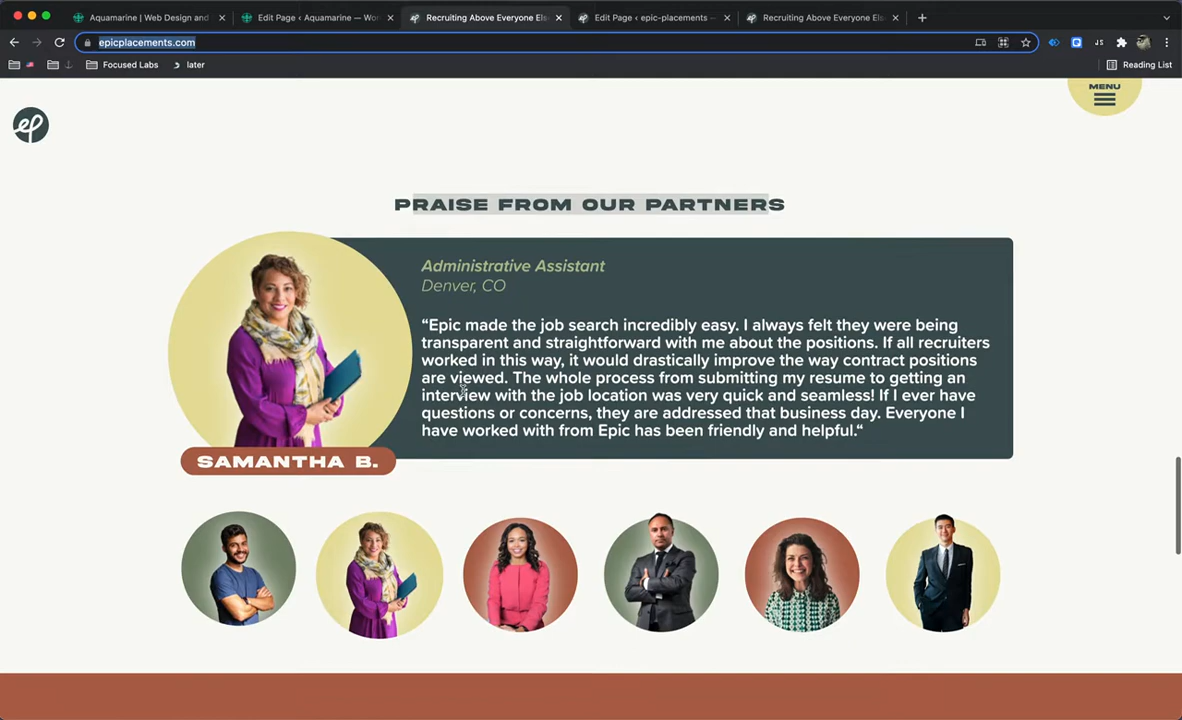 Aquamarine | Web Design and
Edit Page ‹ Aquamarine — Wo
Recruiting Above Everyone Els
Edit Page ‹ epic-placements —
Recruiting Above Everyone Els
epicplacements.com
JS
Focused Labs
later
Reading List
MENU
ep
PRAISE FROM OUR PARTNERS
Administrative Assistant
Denver, CO
“Epic made the job search incredibly easy. I always felt they were being
transparent and straightforward with me about the positions. If all recruiters
worked in this way, it would drastically improve the way contract positions
are viewed. The whole process from submitting my resume to getting an
interview with the job location was very quick and seamless! If I ever have
questions or concerns, they are addressed that business day. Everyone I
have worked with from Epic has been friendly and helpful.“
SAMANTHA B.